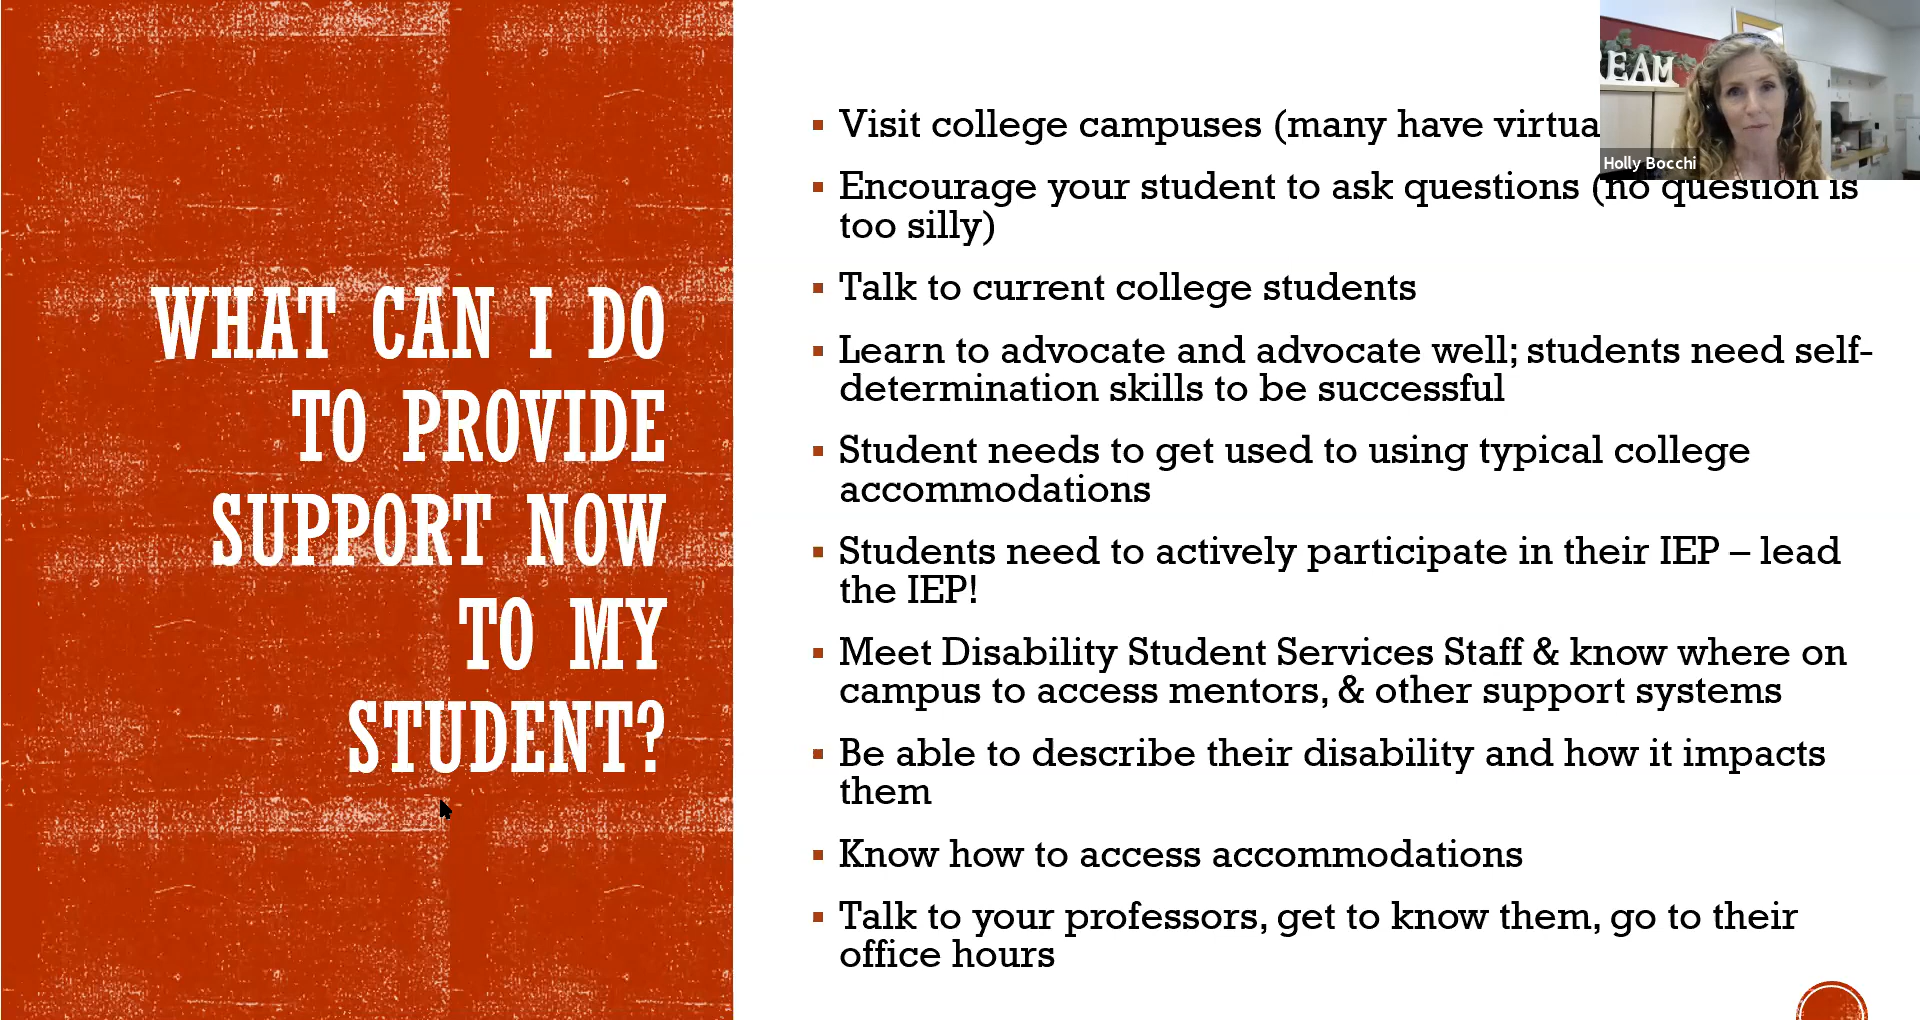 WHAT CAN I DO
TO PROVIDE
SUPPORT NOW
TO MY
STUDENT?
Visit college campuses (many have
Encourage your student to ask questions (no question is
too silly)
Talk to current college students
Learn to advocate and advocate well; students need self-
determination skills to be successful
Student needs to get used to using typical college
accommodations
Students need to actively participate in their IEP – lead
the IEP!
Meet Disability Student Services Staff & know where on
campus to access mentors, & other support systems
Be able to describe their disability and how it impacts
them
Know how to access accommodations
Talk to your professors, get to know them, go to their
office hours
EAM
Holly Bocchi